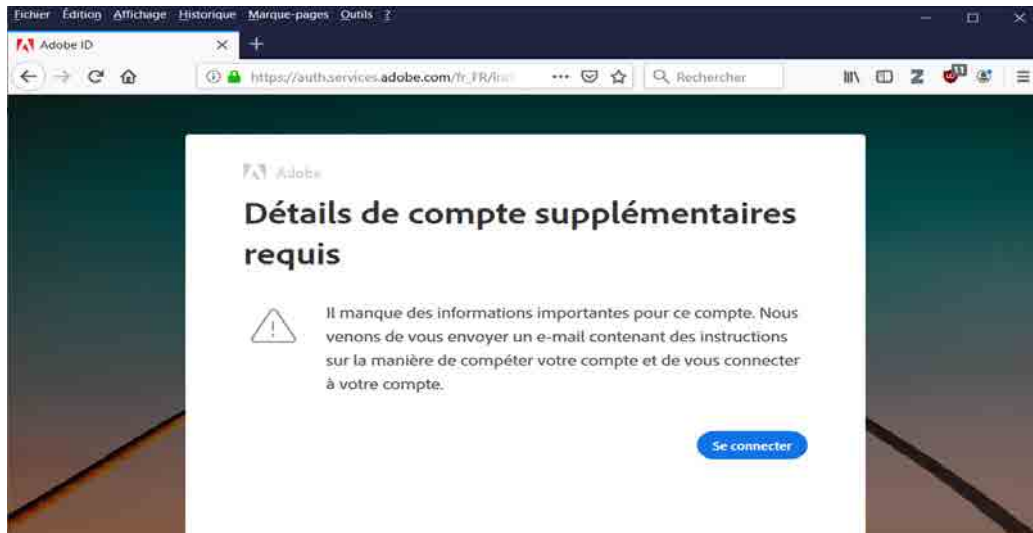 Fichier Édition Affichage Historique Marque-pages Outils ?
Adobe ID
https://auth.services.adobe.com/fr_FR/
Rechercher
11
Adobe
Détails de compte supplémentaires
requis
Il manque des informations importantes pour ce compte. Nous
venons de vous envoyer un e-mail contenant des instructions
sur la manière de compéter votre compte et de vous connecter
à votre compte.
Se connecter